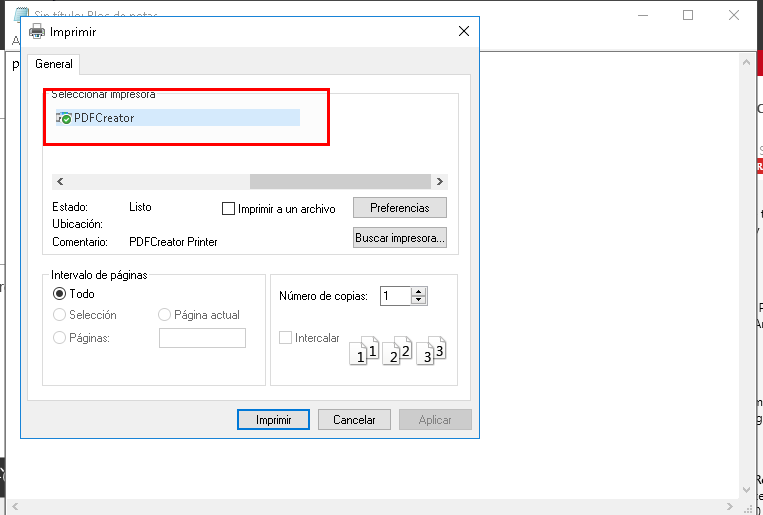 Sin título: Bloc de notas
Imprimir
General
Seleccionar impresora
PDFCreator
Estado: Listo
Imprimir a un archivo
Preferencias
Ubicación:
Comentario: PDFCreator Printer
Buscar impresora...
Intervalo de páginas
Todo
Selección
Página actual
Páginas:
Número de copias: 1
Intercalar
1 1 2 2 3 3
Imprimir
Cancelar
Aplicar